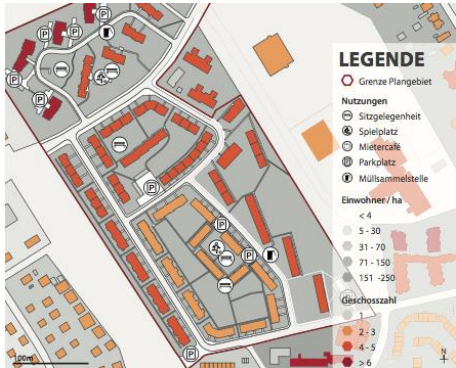 LEGENDE
Grenze Plangebiet
Nutzungen
Sitzgelegenheit
Spielplatz
Mietercafé
Parkplatz
Müllsammelstelle
Einwohner / ha
< 4
5 - 30
31 - 70
71 - 150
151 -250
Geschosszahl
1
2 - 3
4 - 5
> 6
P
P
P
P
P
P
P
P
P
00m
N